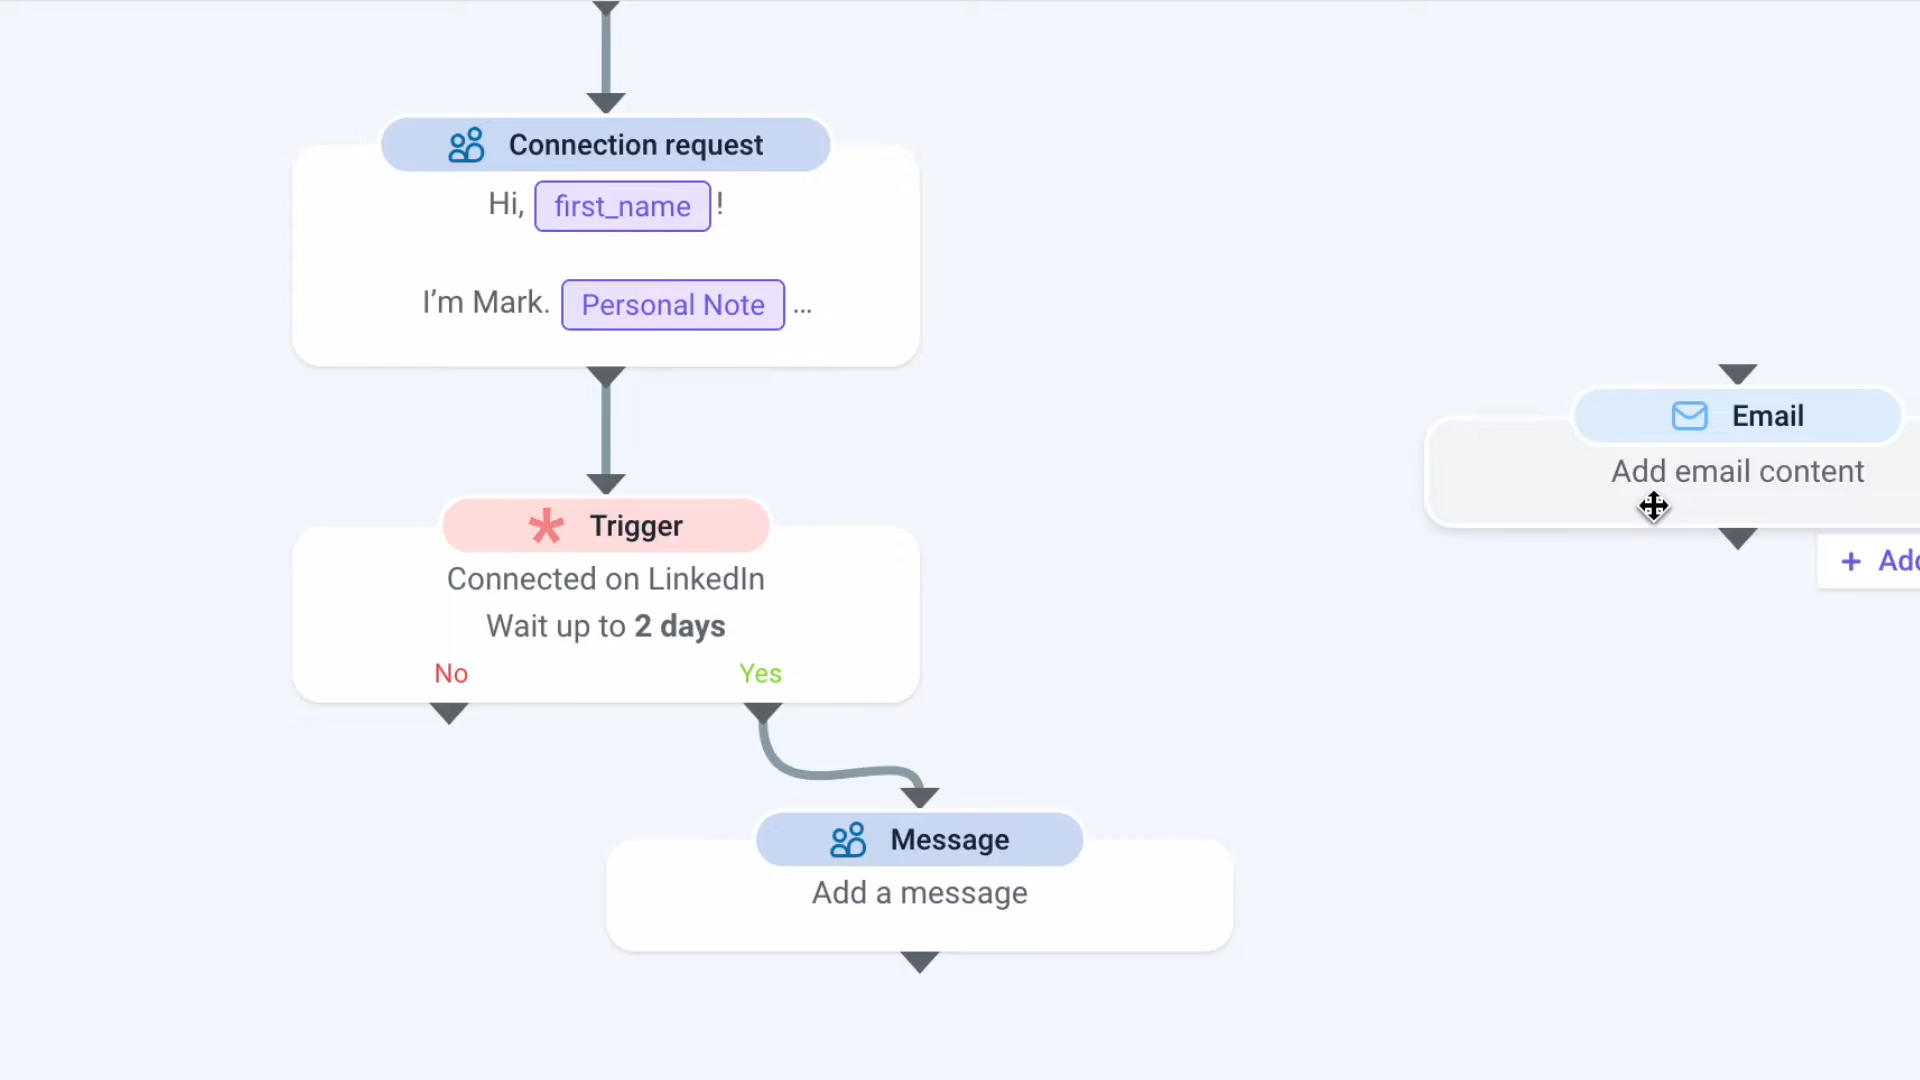 Connection request
Hi, first_name !
I’m Mark. Personal Note ...
Trigger
Connected on LinkedIn
Wait up to 2 days
No Yes
Message
Add a message
Email
Add email content
+